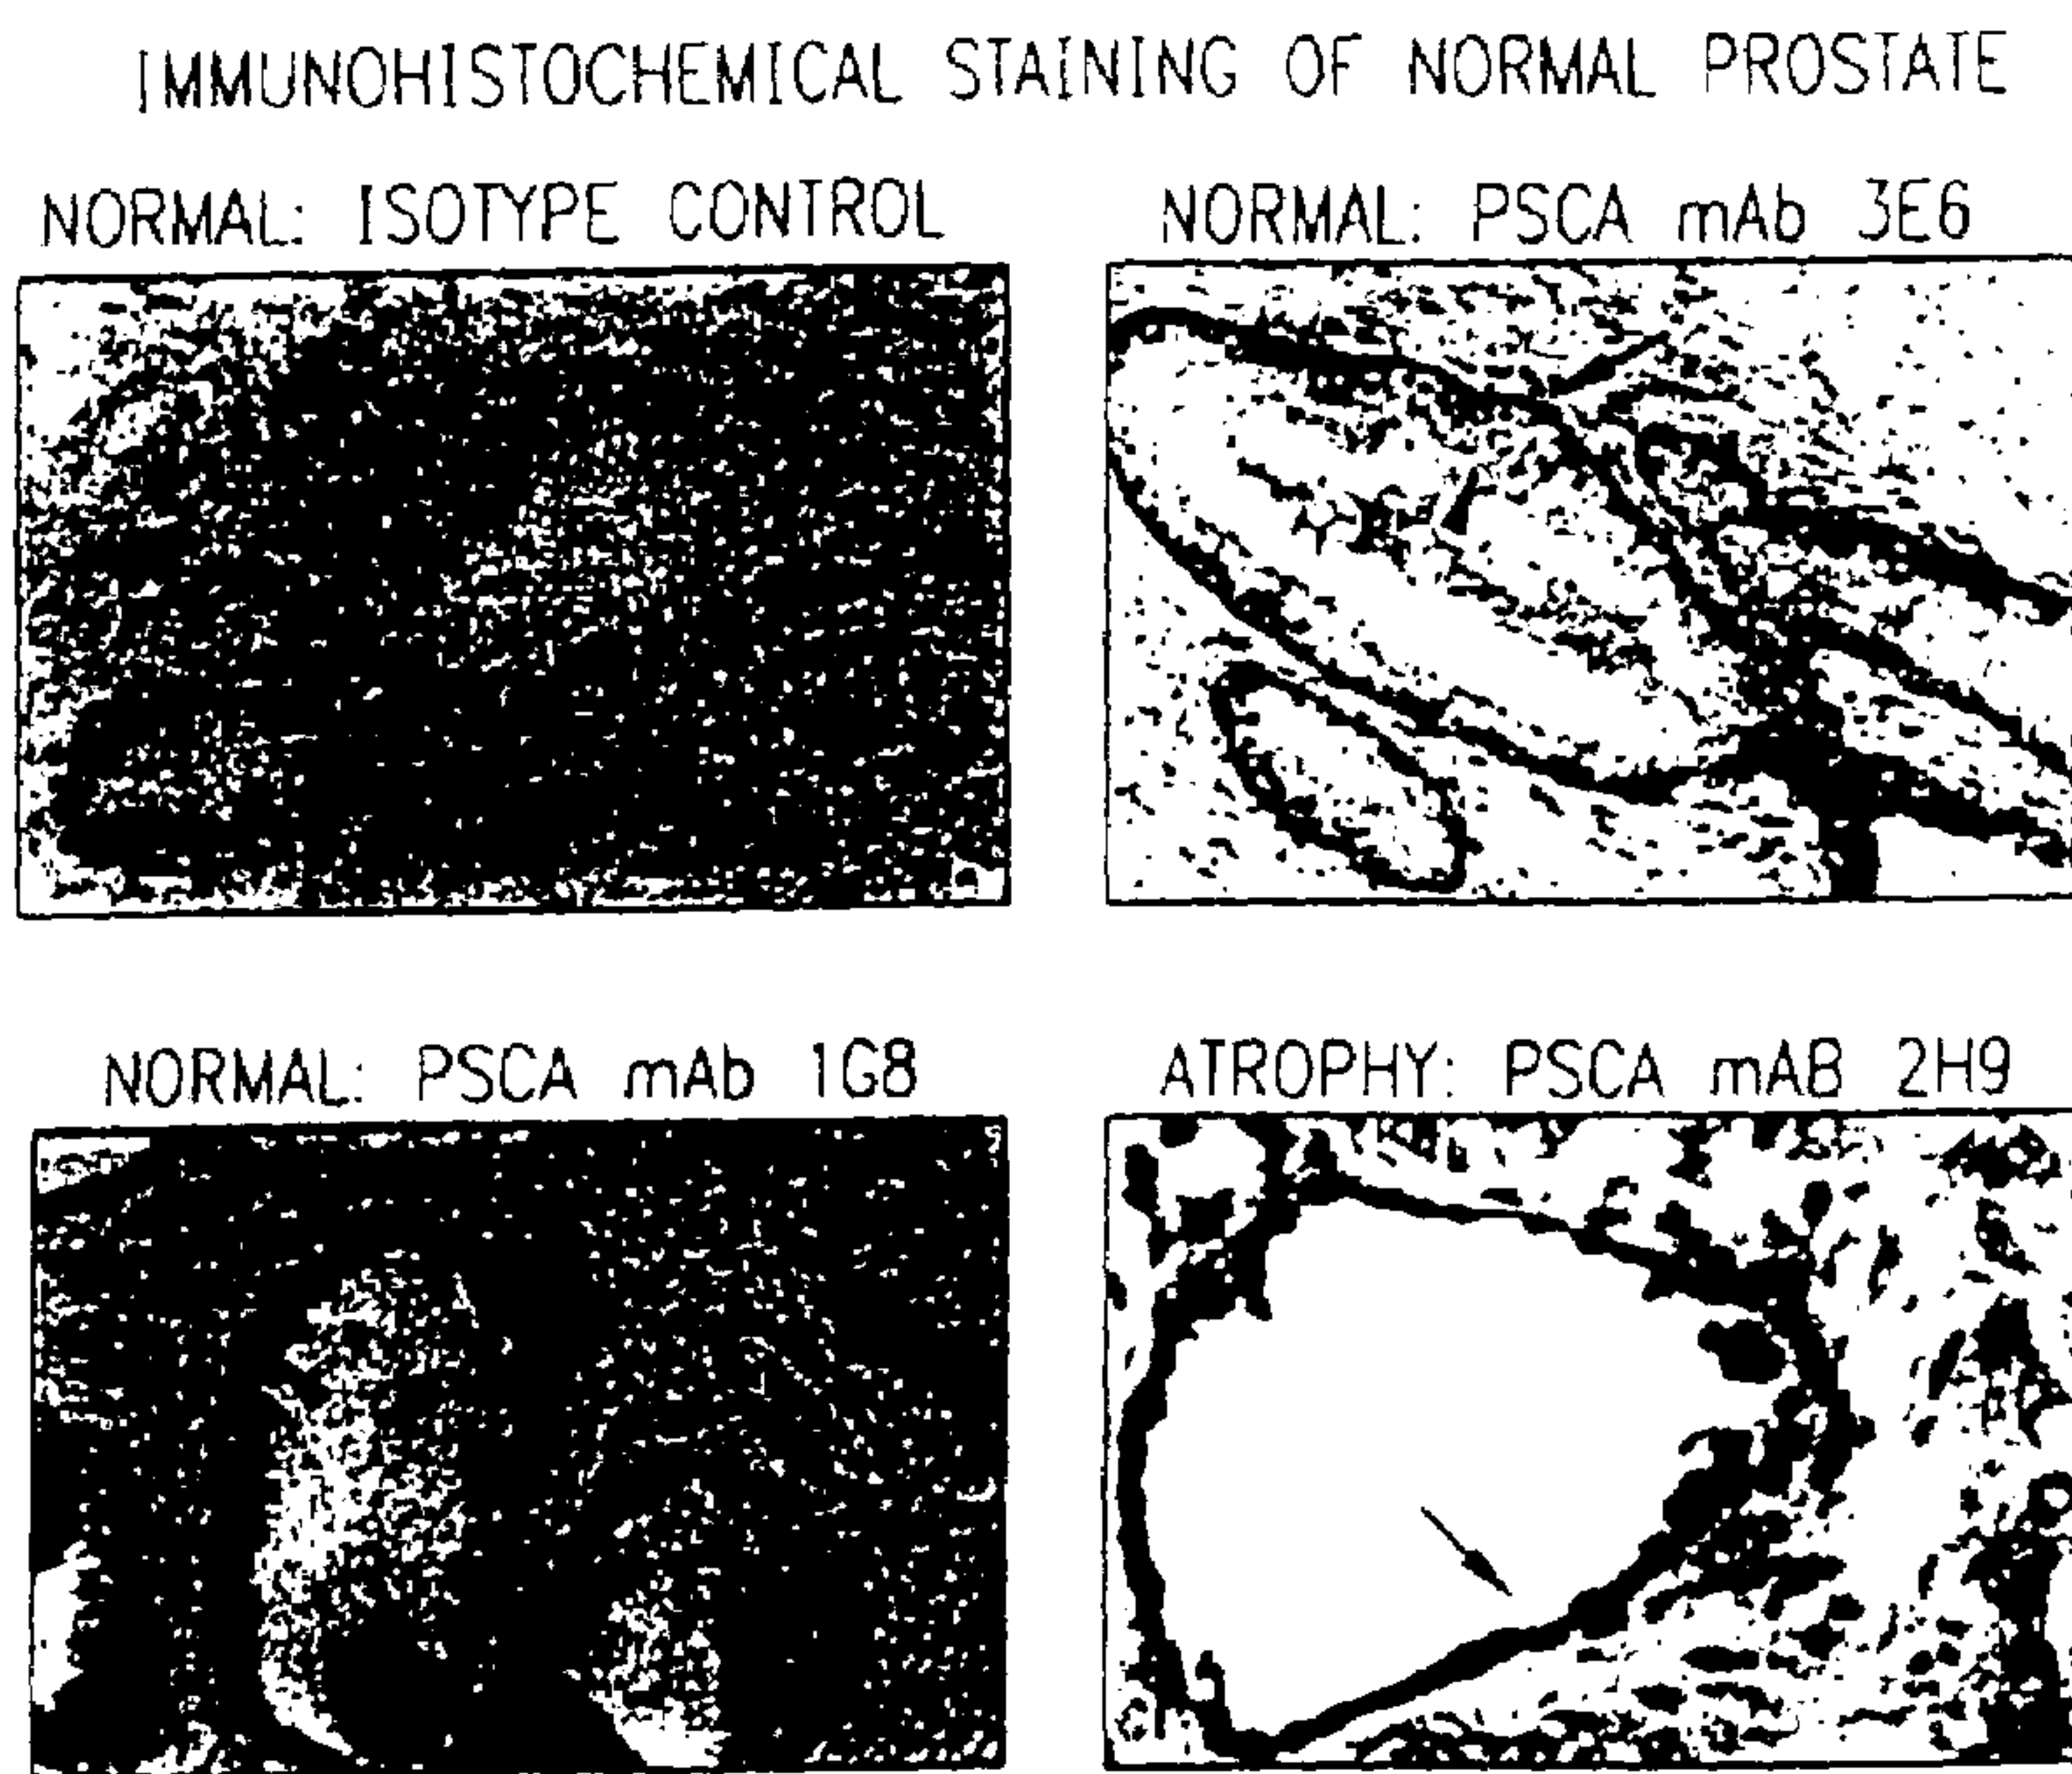 IMMUNOHISTOCHEMICAL STAINING OF NORMAL PROSTATE
NORMAL: ISOTYPE CONTROL
NORMAL: PSCA mAb 3E6
NORMAL: PSCA mAb 1G8
ATROPHY: PSCA mAB 2H9